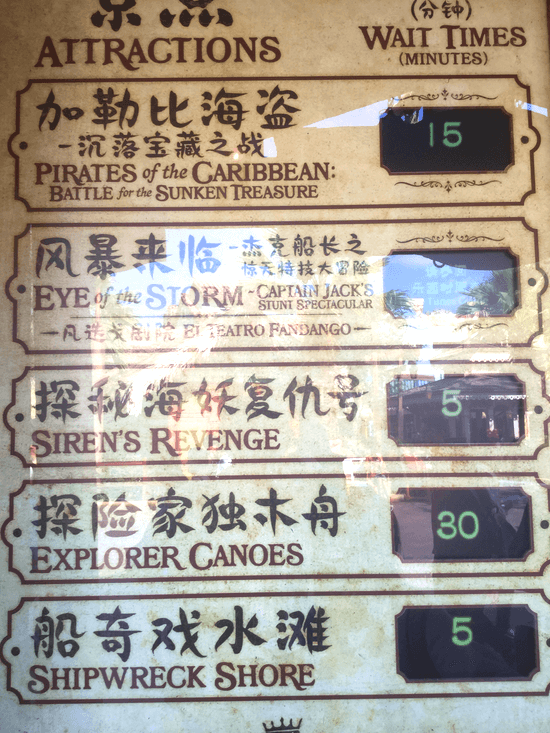 景点
(分钟)
ATTRACTIONS
WAIT TIMES
(MINUTES)
加勒比海盗
-沉落宝藏之战
PIRATES of the CARIBBEAN:
BATTLE for the SUNKEN TREASURE
15
风暴来临-杰克船长之
惊天特技大冒险
EYE of the STORM - CAPTAIN JACK'S
STUNT SPECTACULAR
凡迭戈剧院 EL TEATRO FANDANGO
探秘海妖复仇号
SIREN'S REVENGE
5
探险家独木舟
EXPLORER CANOES
30
船奇戏水滩
SHIPWRECK SHORE
5